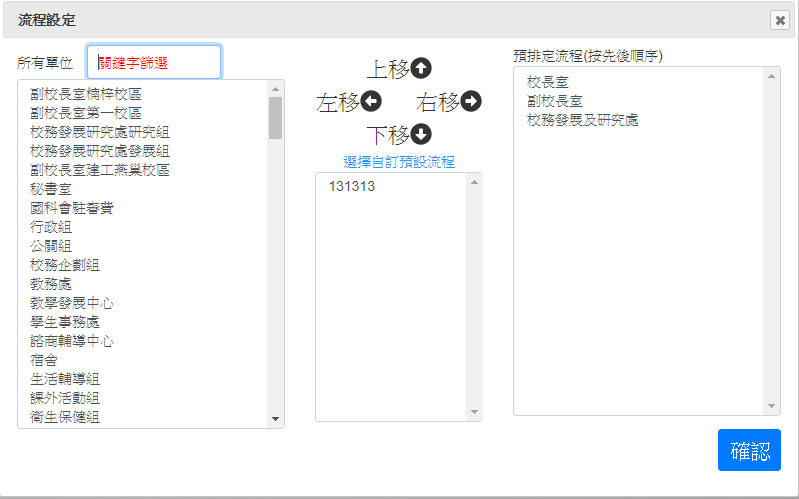 流程設定
所有單位 關鍵字篩選
副校長室楠梓校區
副校長室第一校區
校務發展研究處研究組
校務發展研究處發展組
副校長室建工燕巢校區
秘書室
國科會駐審費
行政組
公關組
校務企劃組
教務處
教學發展中心
學生事務處
諮商輔導中心
宿舍
生活輔導組
課外活動組
衛生保健組
上移
左移 右移
下移
選擇自訂預設流程
131313
預排定流程(按先後順序)
校長室
副校長室
校務發展及研究處
確認